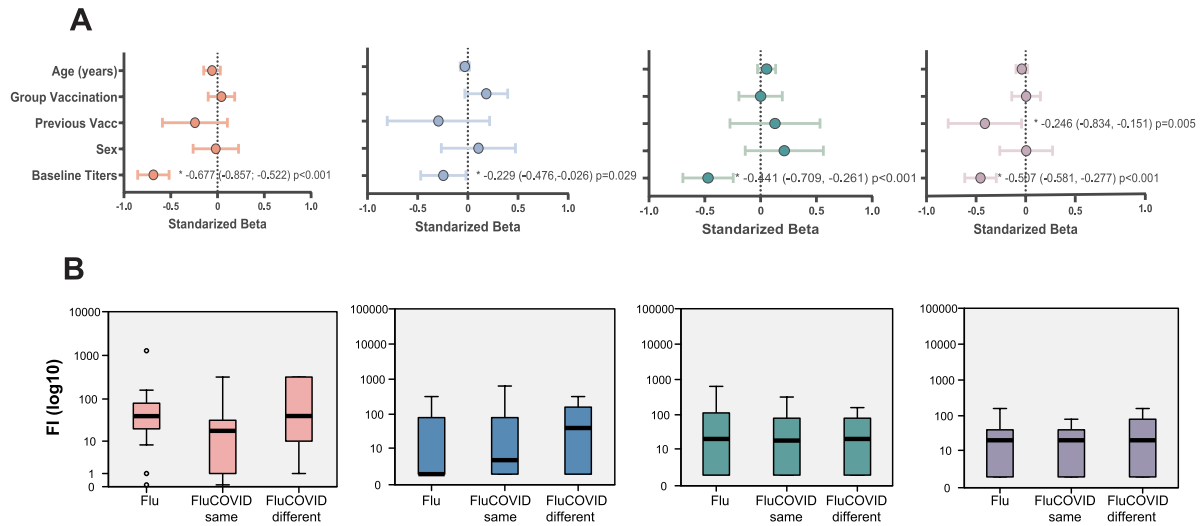 A
Age (years)
Group Vaccination
Previous Vacc
Sex
Baseline Titers
* -0.677 (-0.857; -0.522) p<0.001
-1.0 -0.5 0 0.5 1.0
Standarized Beta
* -0.229 (-0.476,-0.026) p=0.029
-1.0 -0.5 0 0.5 1.0
Standarized Beta
* -0.441 (-0.709, -0.261) p<0.001
-1.0 -0.5 0 0.5 1.0
Standarized Beta
* -0.246 (-0.834, -0.151) p=0.005
* -0.507 (-0.581, -0.277) p<0.001
-1.0 -0.5 0 0.5 1.0
Standarized Beta
B
FI (log10)
10000
1000
100
10
1
0
Flu FluCOVID same FluCOVID different
100000
10000
1000
100
10
0
Flu FluCOVID same FluCOVID different
100000
10000
1000
100
10
0
Flu FluCOVID same FluCOVID different
100000
10000
1000
100
10
0
Flu FluCOVID same FluCOVID different